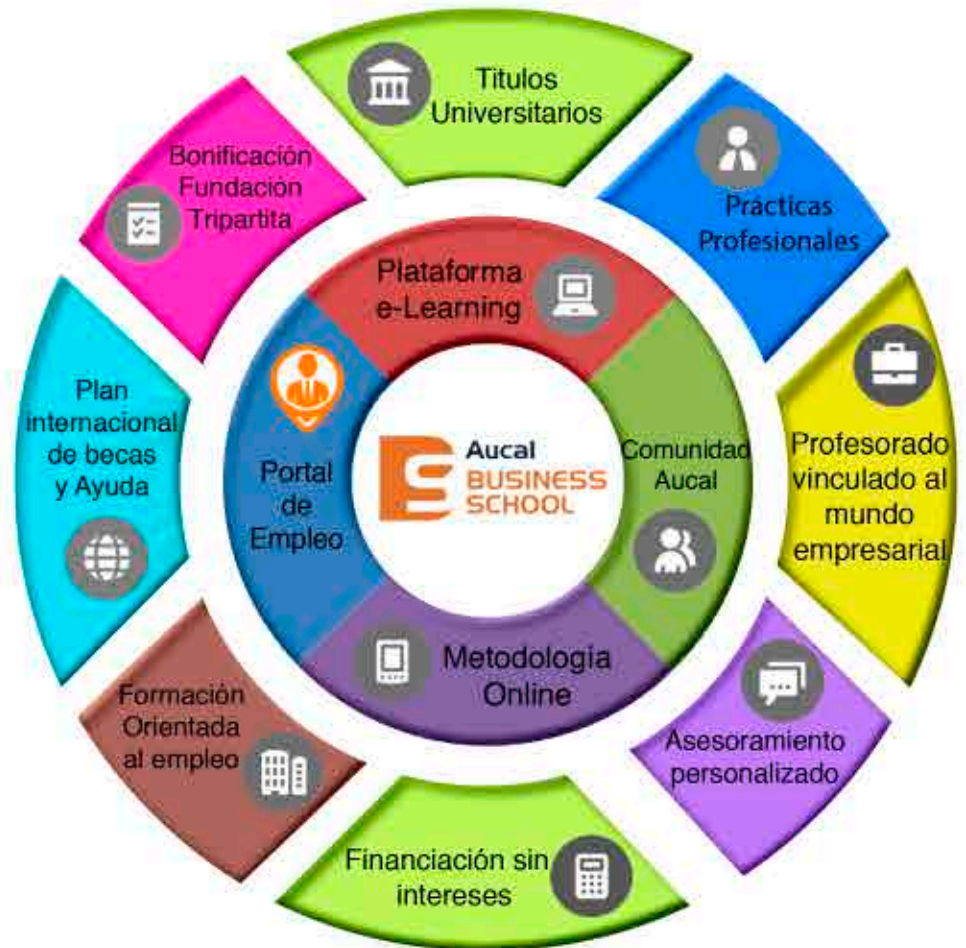 Titulos
Universitarios
Prácticas
Profesionales
Profesorado
vinculado al
mundo
empresarial
Asesoramiento
personalizado
Financiación sin
intereses
Formación
Orientada
al empleo
Plan
internacional
de becas
y Ayuda
Bonificación
Fundación
Tripartita
Plataforma
e-Learning
Comunidad
Aucal
Metodología
Online
Portal
de
Empleo
Aucal
BUSINESS
SCHOOL